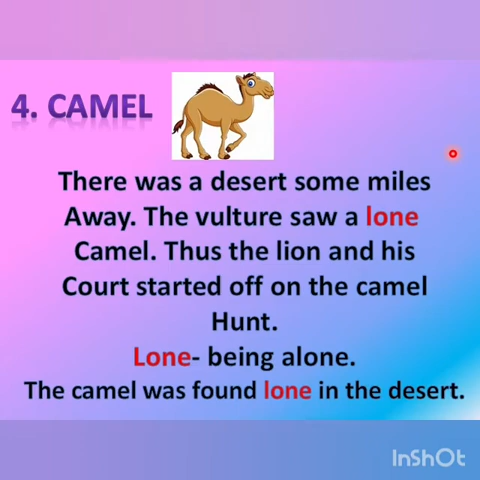 4. CAMEL
There was a desert some miles
Away. The vulture saw a lone
Camel. Thus the lion and his
Court started off on the camel
Hunt.
Lone- being alone.
The camel was found lone in the desert.
InShOt